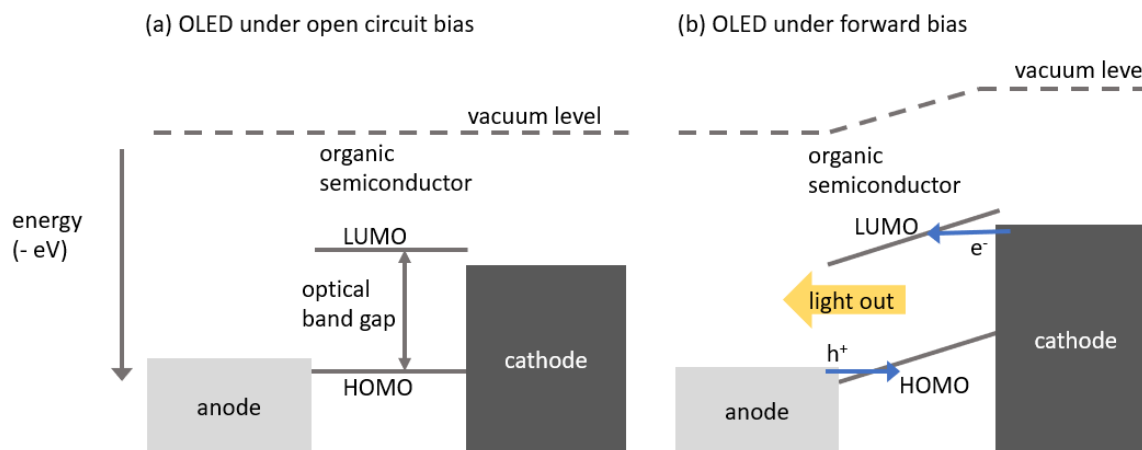 (a) OLED under open circuit bias
vacuum level
organic
semiconductor
energy
(- eV)
LUMO
optical
band gap
HOMO
cathode
anode
(b) OLED under forward bias
vacuum leve
organic
semiconductor
LUMO
e-
light out
h+
HOMO
cathode
anode